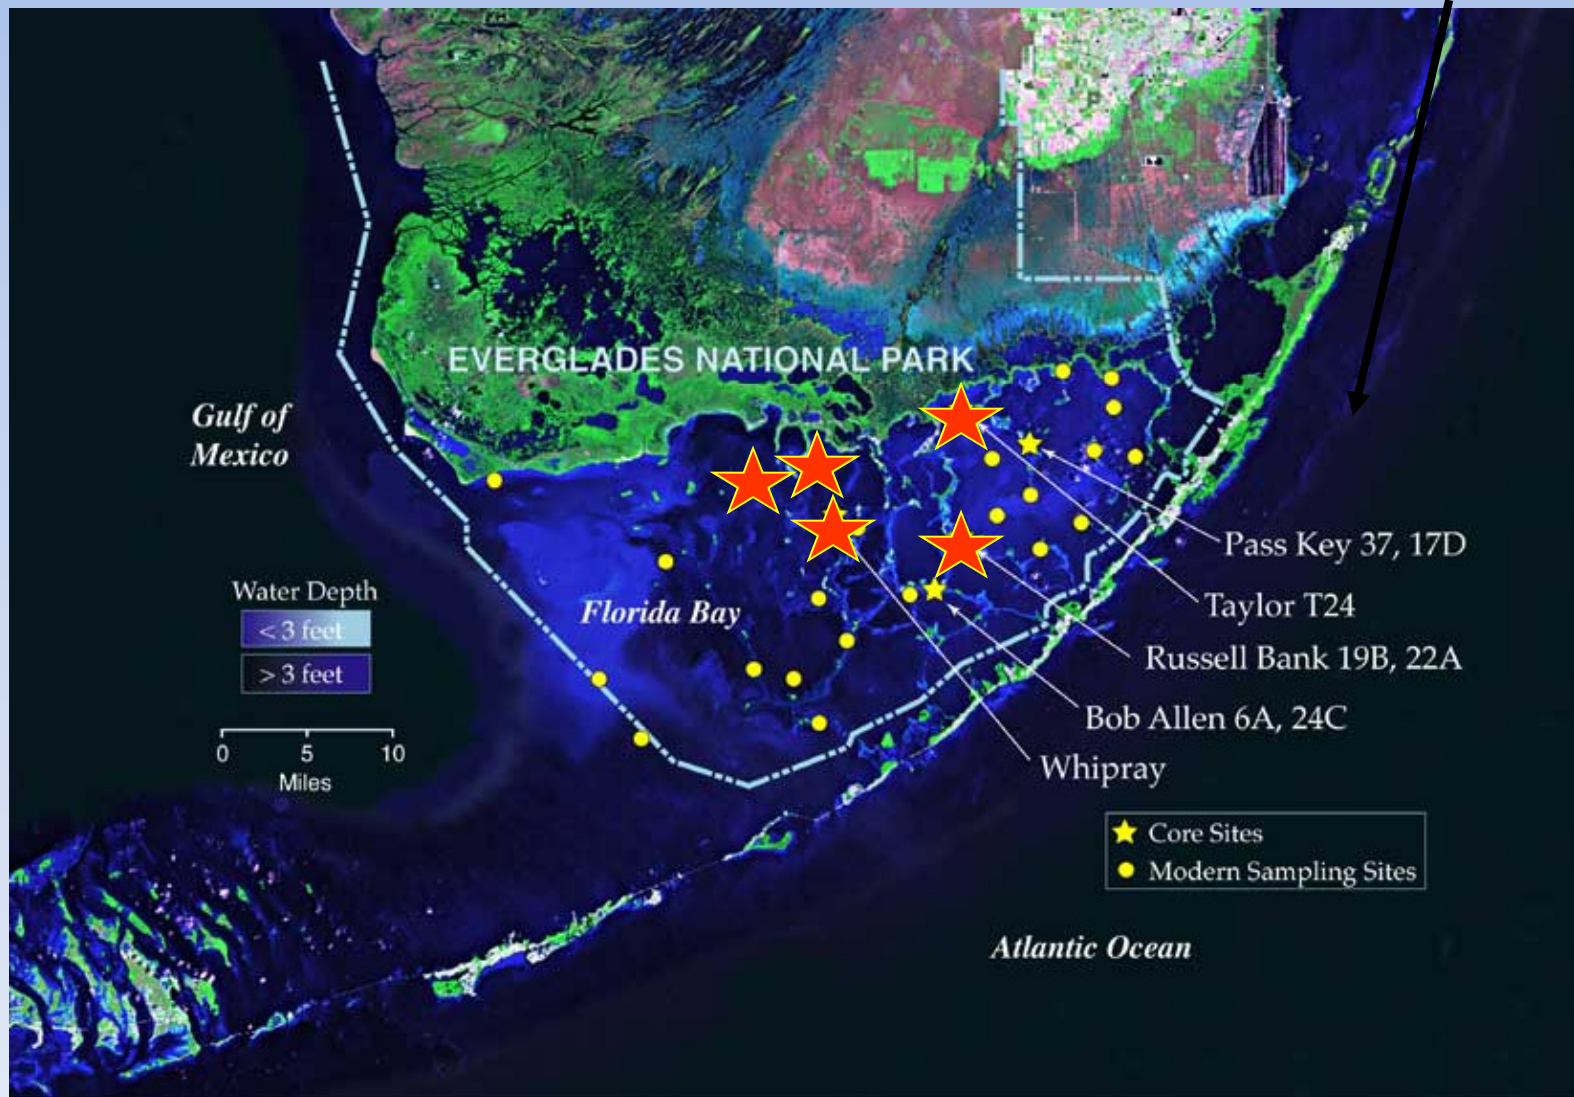 EVERGLADES NATIONAL PARK
Gulf of
Mexico
Pass Key 37, 17D
Water Depth
< 3 feet
> 3 feet
Florida Bay
Taylor T24
Russell Bank 19B, 22A
Bob Allen 6A, 24C
Whipray
0 5 10
Miles
Core Sites
Modern Sampling Sites
Atlantic Ocean